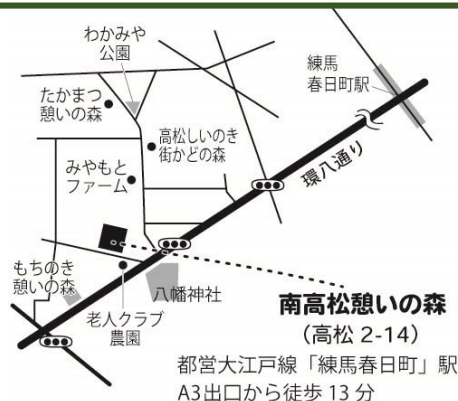 わかみや
公園
練馬
春日町駅
たかまつ
憩いの森
高松しいのき
街かどの森
みやもと
ファーム
環八通り
もちのき
憩いの森
八幡神社
老人クラブ
農園
南高松憩いの森
(高松 2-14)
都営大江戸線「練馬春日町」駅
A3出口から徒歩 13 分